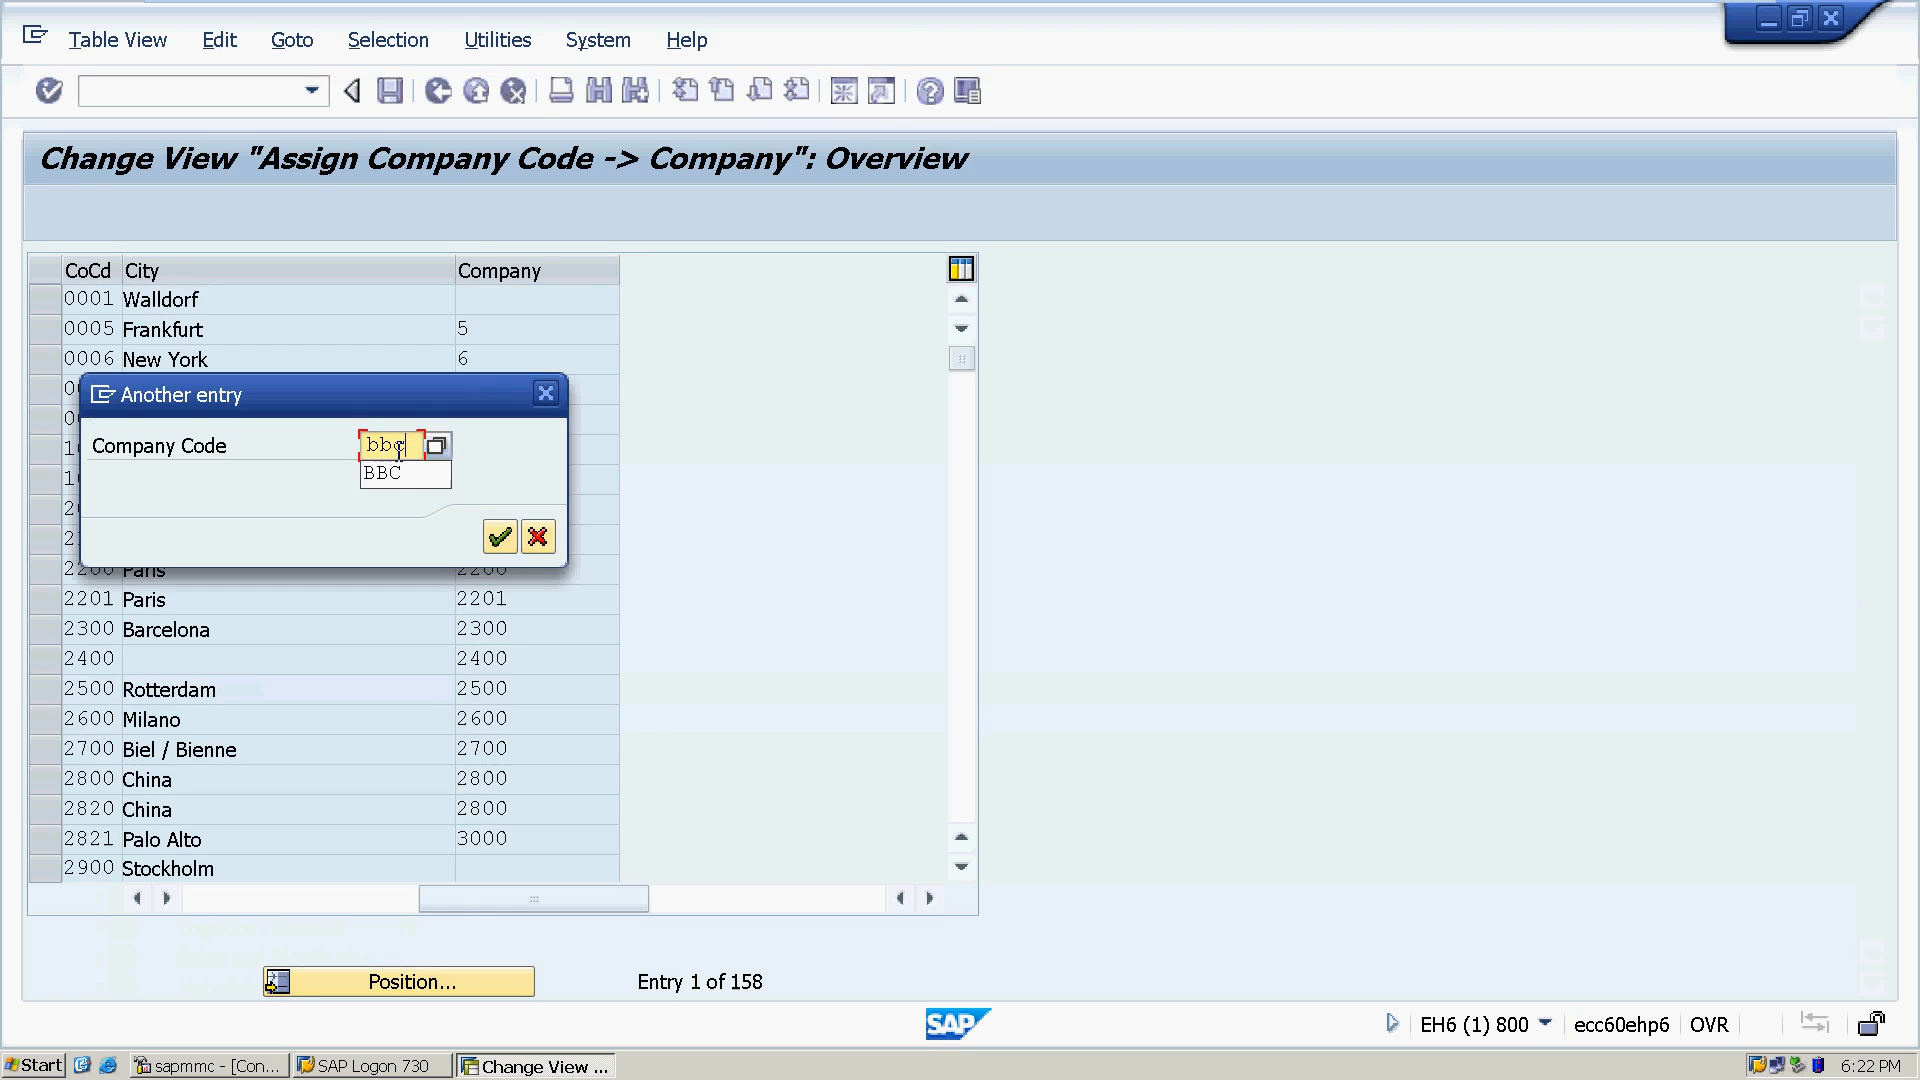 Table View Edit Goto Selection Utilities System Help
Change View "Assign Company Code -> Company": Overview
CoCd City Company
0001 Walldorf
0005 Frankfurt 5
0006 New York 6
Another entry
Company Code bbc
BBC
2200 Paris 2200
2201 Paris 2201
2300 Barcelona 2300
2400 2400
2500 Rotterdam 2500
2600 Milano 2600
2700 Biel / Bienne 2700
2800 China 2800
2820 China 2800
2821 Palo Alto 3000
2900 Stockholm
Position... Entry 1 of 158
SAP EH6 (1) 800 ecc60ehp6 OVR
Start sapmmc - [Con... SAP Logon 730 Change View ... 6:22 PM